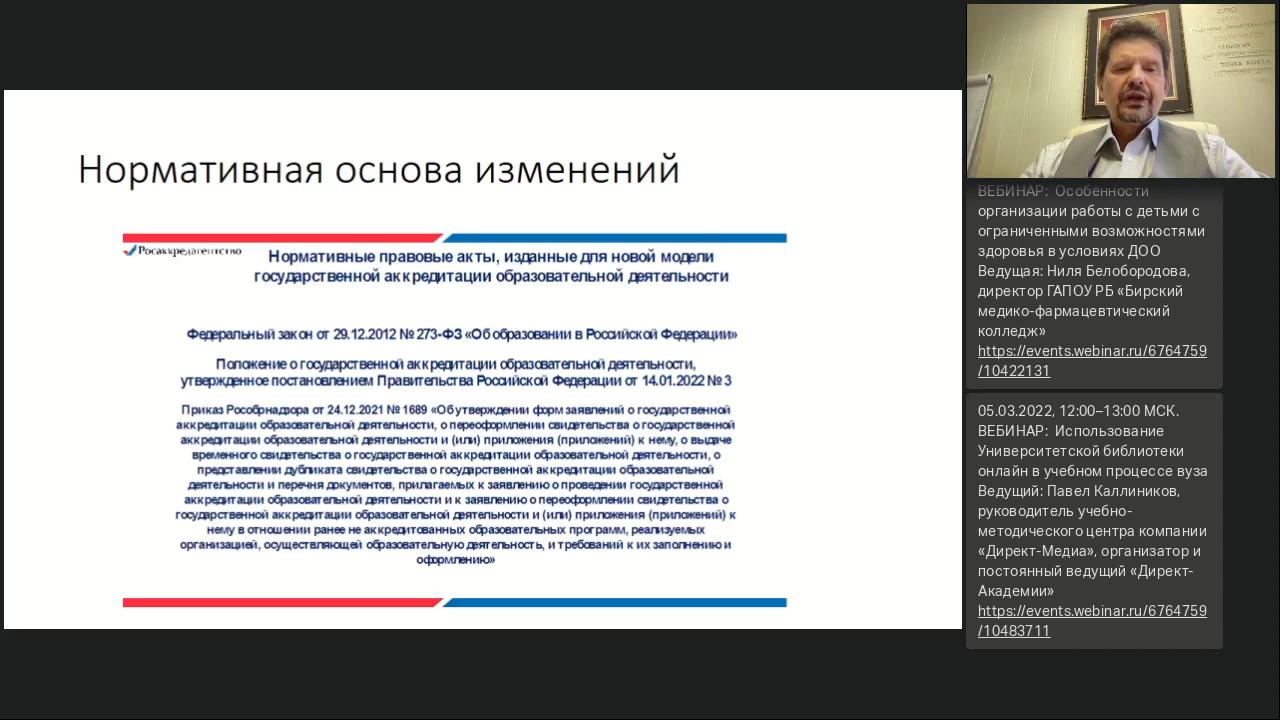 Нормативная основа изменений
Росаккредагентство
Нормативные правовые акты, изданные для новой модели
государственной аккредитации образовательной деятельности
Федеральный закон от 29.12.2012 № 273-ФЗ «Об образовании в Российской Федерации»
Положение о государственной аккредитации образовательной деятельности,
утвержденное постановлением Правительства Российской Федерации от 14.01.2022 № 3
Приказ Рособрнадзора от 24.12.2021 № 1689 «Об утверждении форм заявлений о государственной
аккредитации образовательной деятельности, о переоформлении свидетельства о государственной
аккредитации образовательной деятельности и (или) приложения (приложений) к нему, о выдаче
временного свидетельства о государственной аккредитации образовательной деятельности, о
представлении дубликата свидетельства о государственной аккредитации образовательной
деятельности и перечня документов, прилагаемых к заявлению о проведении государственной
аккредитации образовательной деятельности и к заявлению о переоформлении свидетельства о
государственной аккредитации образовательной деятельности и (или) приложения (приложений) к
нему в отношении ранее не аккредитованных образовательных программ, реализуемых
организацией, осуществляющей образовательную деятельность, и требований к их заполнению и
оформлению»
ВЕБИНАР: Особенности
организации работы с детьми с
ограниченными возможностями
здоровья в условиях ДОО
Ведущая: Ниля Белобородова,
директор ГАПОУ РБ «Бирский
медико-фармацевтический
колледж»
https://events.webinar.ru/6764759
/10422131
05.03.2022, 12:00–13:00 МСК.
ВЕБИНАР: Использование
Университетской библиотеки
онлайн в учебном процессе вуза
Ведущий: Павел Каллиников,
руководитель учебно-
методического центра компании
«Директ-Медиа», организатор и
постоянный ведущий «Директ-
Академии»
https://events.webinar.ru/6764759
/10483711